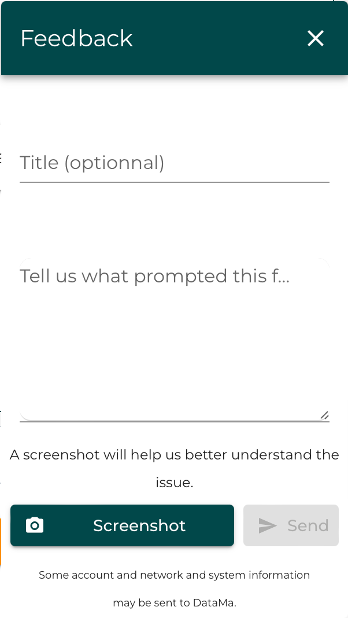 Feedback
Title (optionnal)
Tell us what prompted this f...
A screenshot will help us better understand the
issue.
Screenshot
Send
Some account and network and system information
may be sent to DataMa.